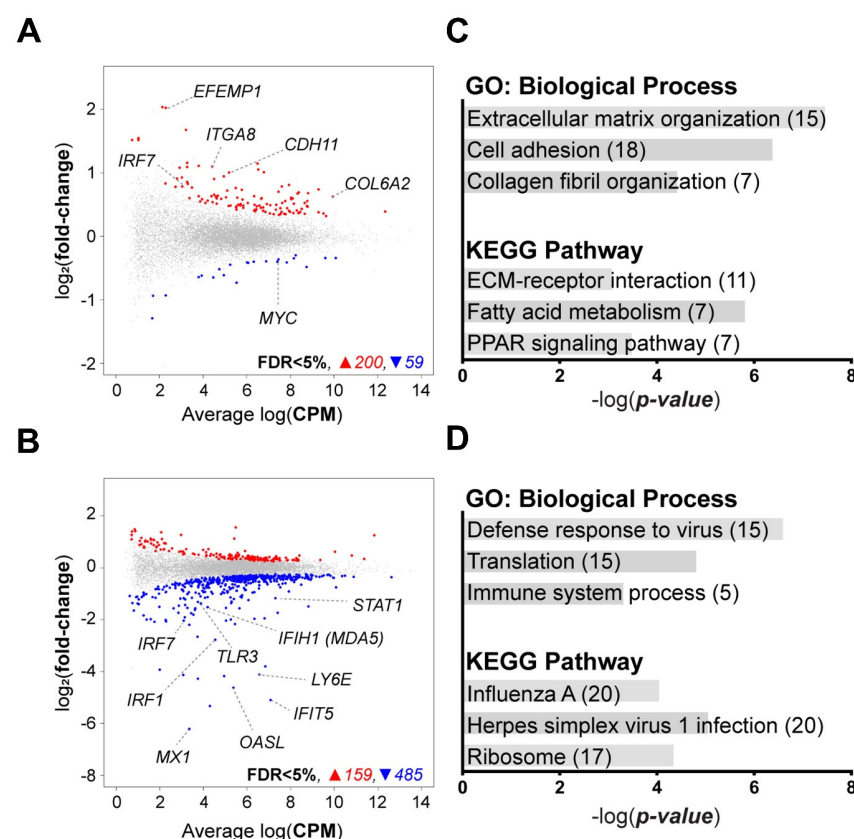 A
log₂(fold-change)
2
1
0
-1
-2
EFEMP1
ITGA8
CDH11
IRF7
COL6A2
MYC
FDR<5%, ▲200, ▼59
0 2 4 6 8 10 12 14
Average log(CPM)
C
GO: Biological Process
Extracellular matrix organization (15)
Cell adhesion (18)
Collagen fibril organization (7)
KEGG Pathway
ECM-receptor interaction (11)
Fatty acid metabolism (7)
PPAR signaling pathway (7)
0 2 4 6 8
-log(p-value)
B
log₂(fold-change)
2
0
-2
-4
-6
-8
STAT1
IFIH1 (MDA5)
IRF7
TLR3
LY6E
IRF1
IFIT5
OASL
MX1
FDR<5%, ▲159, ▼485
0 2 4 6 8 10 12 14
Average log(CPM)
D
GO: Biological Process
Defense response to virus (15)
Translation (15)
Immune system process (5)
KEGG Pathway
Influenza A (20)
Herpes simplex virus 1 infection (20)
Ribosome (17)
0 2 4 6 8
-log(p-value)